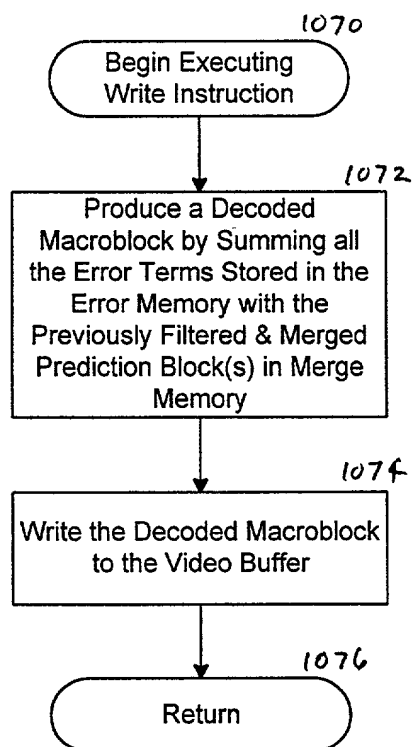 1070
Begin Executing
Write Instruction
1072
Produce a Decoded
Macroblock by Summing all
the Error Terms Stored in the
Error Memory with the
Previously Filtered & Merged
Prediction Block(s) in Merge
Memory
1074
Write the Decoded Macroblock
to the Video Buffer
1076
Return